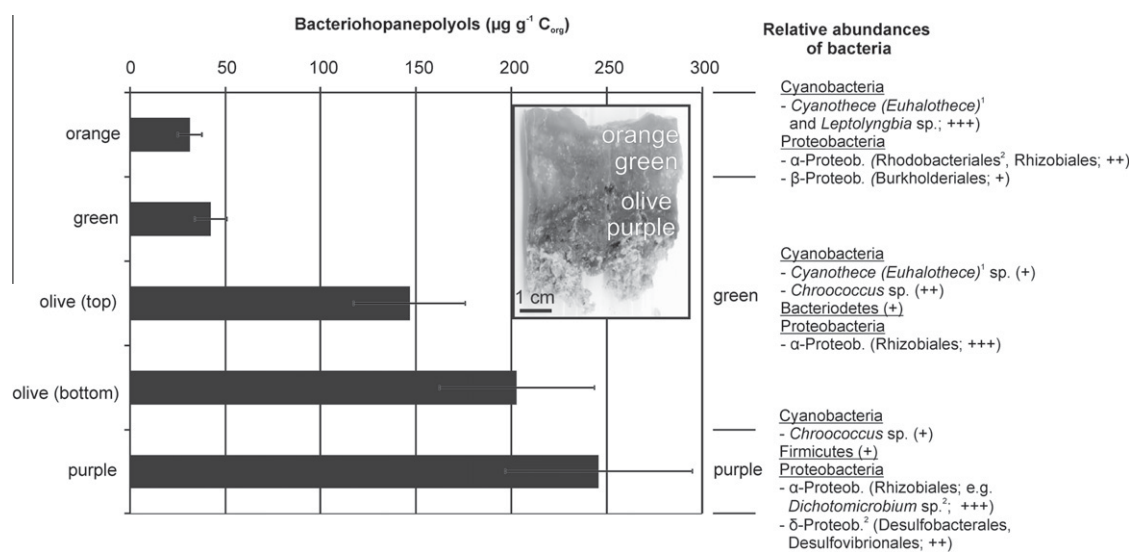 Bacteriohopanepolyols (µg g⁻¹ Corg)
0 50 100 150 200 250 300
orange
green
olive (top)
olive (bottom)
purple
orange
green
olive
purple
1 cm
green
purple
Relative abundances
of bacteria
Cyanobacteria
- Cyanothece (Euhalothece)¹
and Leptolyngbia sp.; +++)
Proteobacteria
- α-Proteob. (Rhodobacteriales², Rhizobiales; ++)
- β-Proteob. (Burkholderiales; +)
Cyanobacteria
- Cyanothece (Euhalothece)¹ sp. (+)
- Chroococcus sp. (++)
Bacteriodetes (+)
Proteobacteria
- α-Proteob. (Rhizobiales; +++)
Cyanobacteria
- Chroococcus sp. (+)
Firmicutes (+)
Proteobacteria
- α-Proteob. (Rhizobiales; e.g.
Dichotomicrobium sp.²; +++)
- δ-Proteob.² (Desulfobacterales,
Desulfovibrionales; ++)